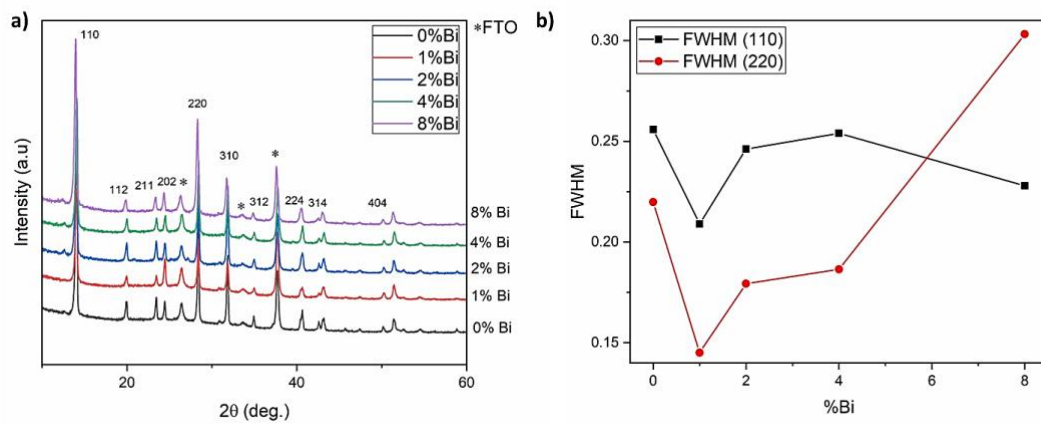 a)
110
*FTO
0%Bi
1%Bi
2%Bi
4%Bi
8%Bi
220
310
*
112
211
202
*
*
312
224
314
404
8% Bi
4% Bi
2% Bi
1% Bi
0% Bi
Intensity (a.u)
20
40
60
2θ (deg.)
b)
FWHM (110)
FWHM (220)
0.30
0.25
0.20
0.15
FWHM
0
2
4
6
8
%Bi